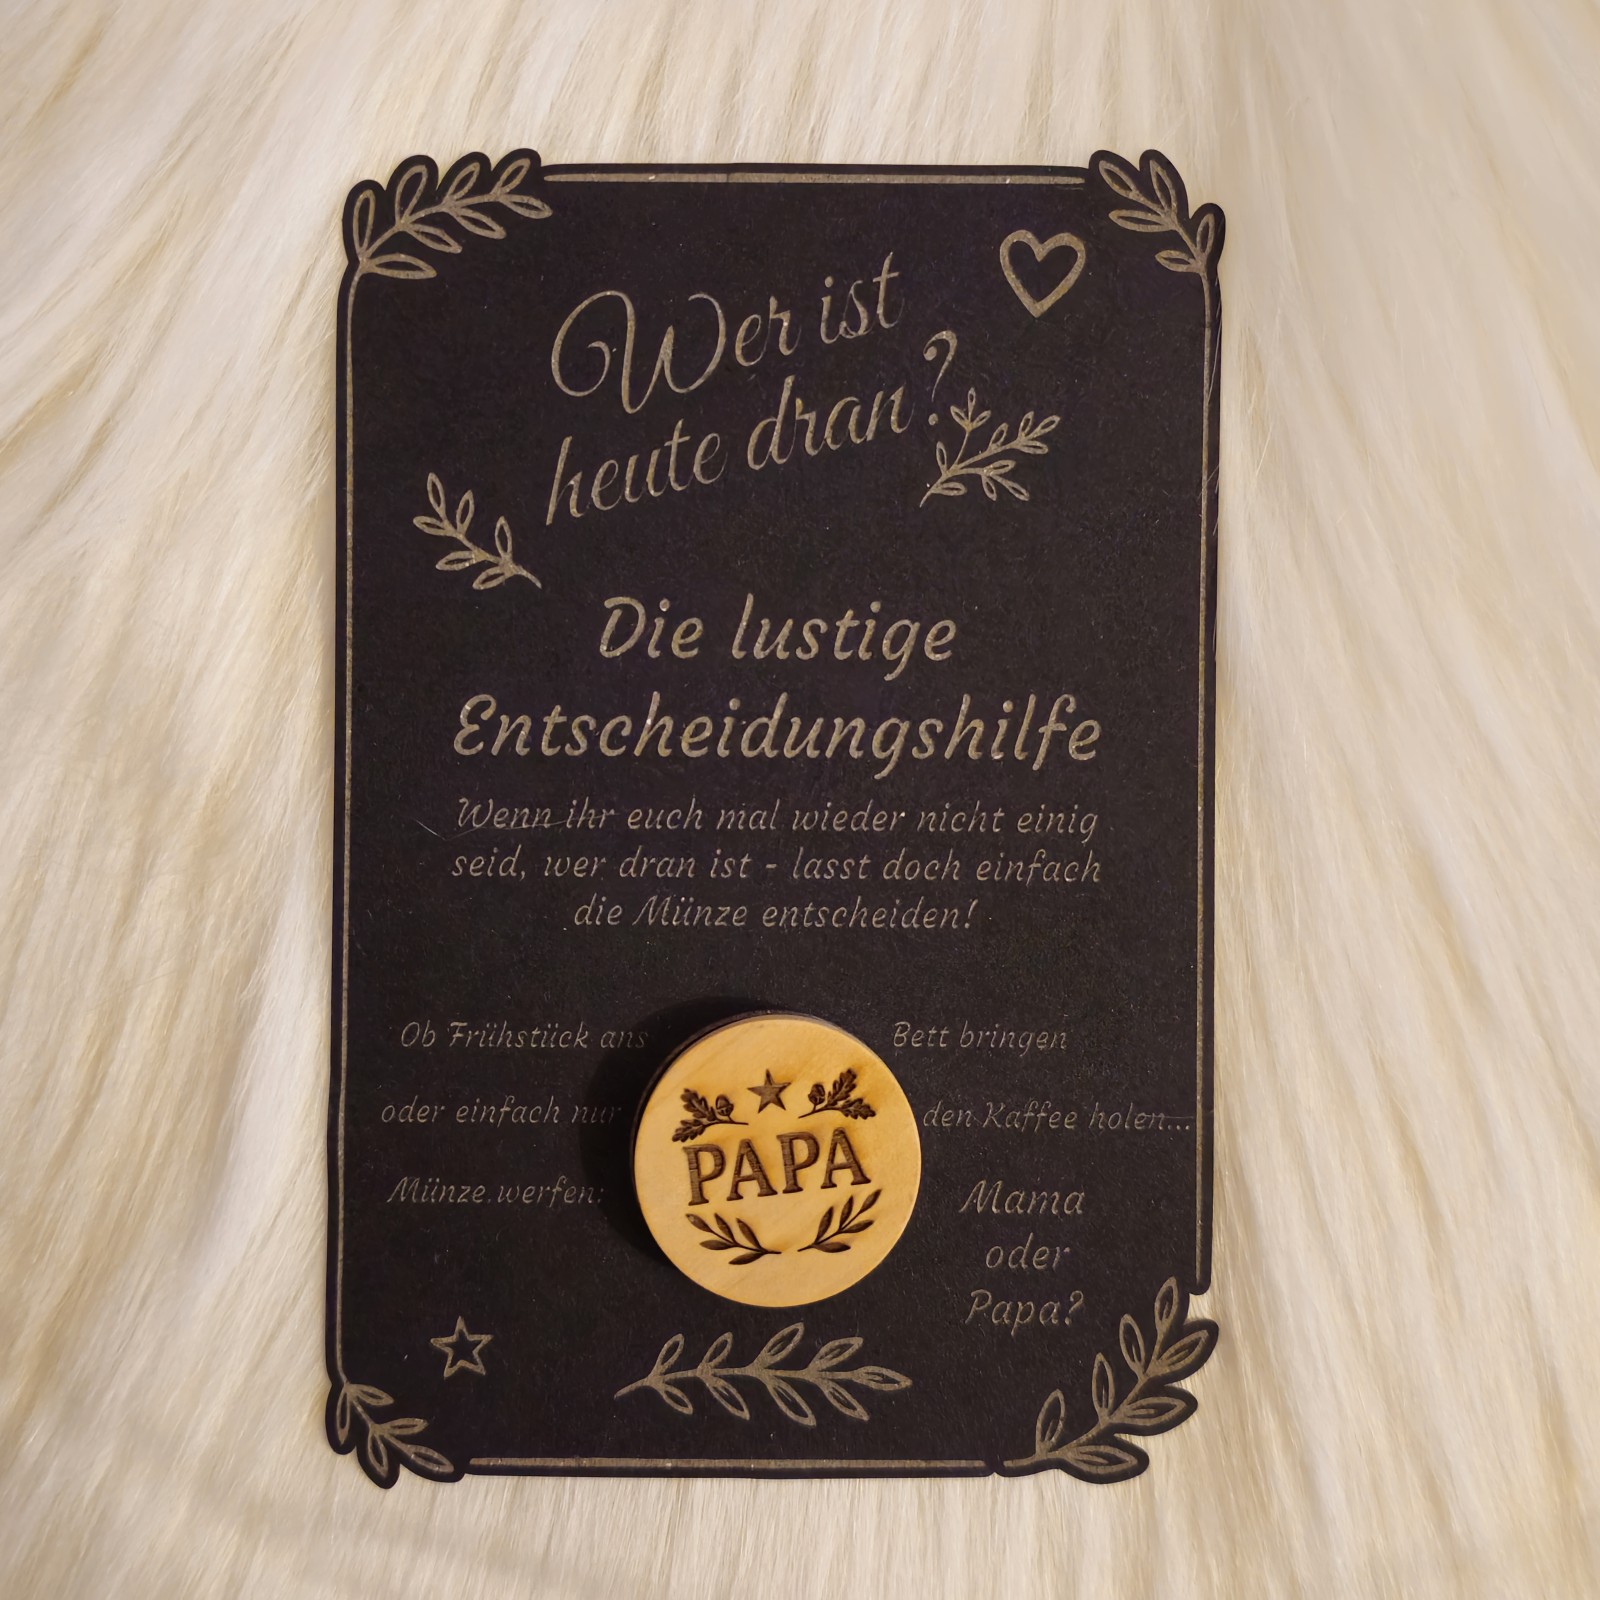 Wer ist
heute dran?
Die lustige
Entscheidungshilfe
Wenn ihr euch mal wieder nicht einig
seid, wer dran ist - lasst doch einfach
die Münze entscheiden!
Ob Frühstück ans Bett bringen
oder einfach nur den Kaffee holen...
Münze werfen:
PAPA
Mama
oder
Papa?